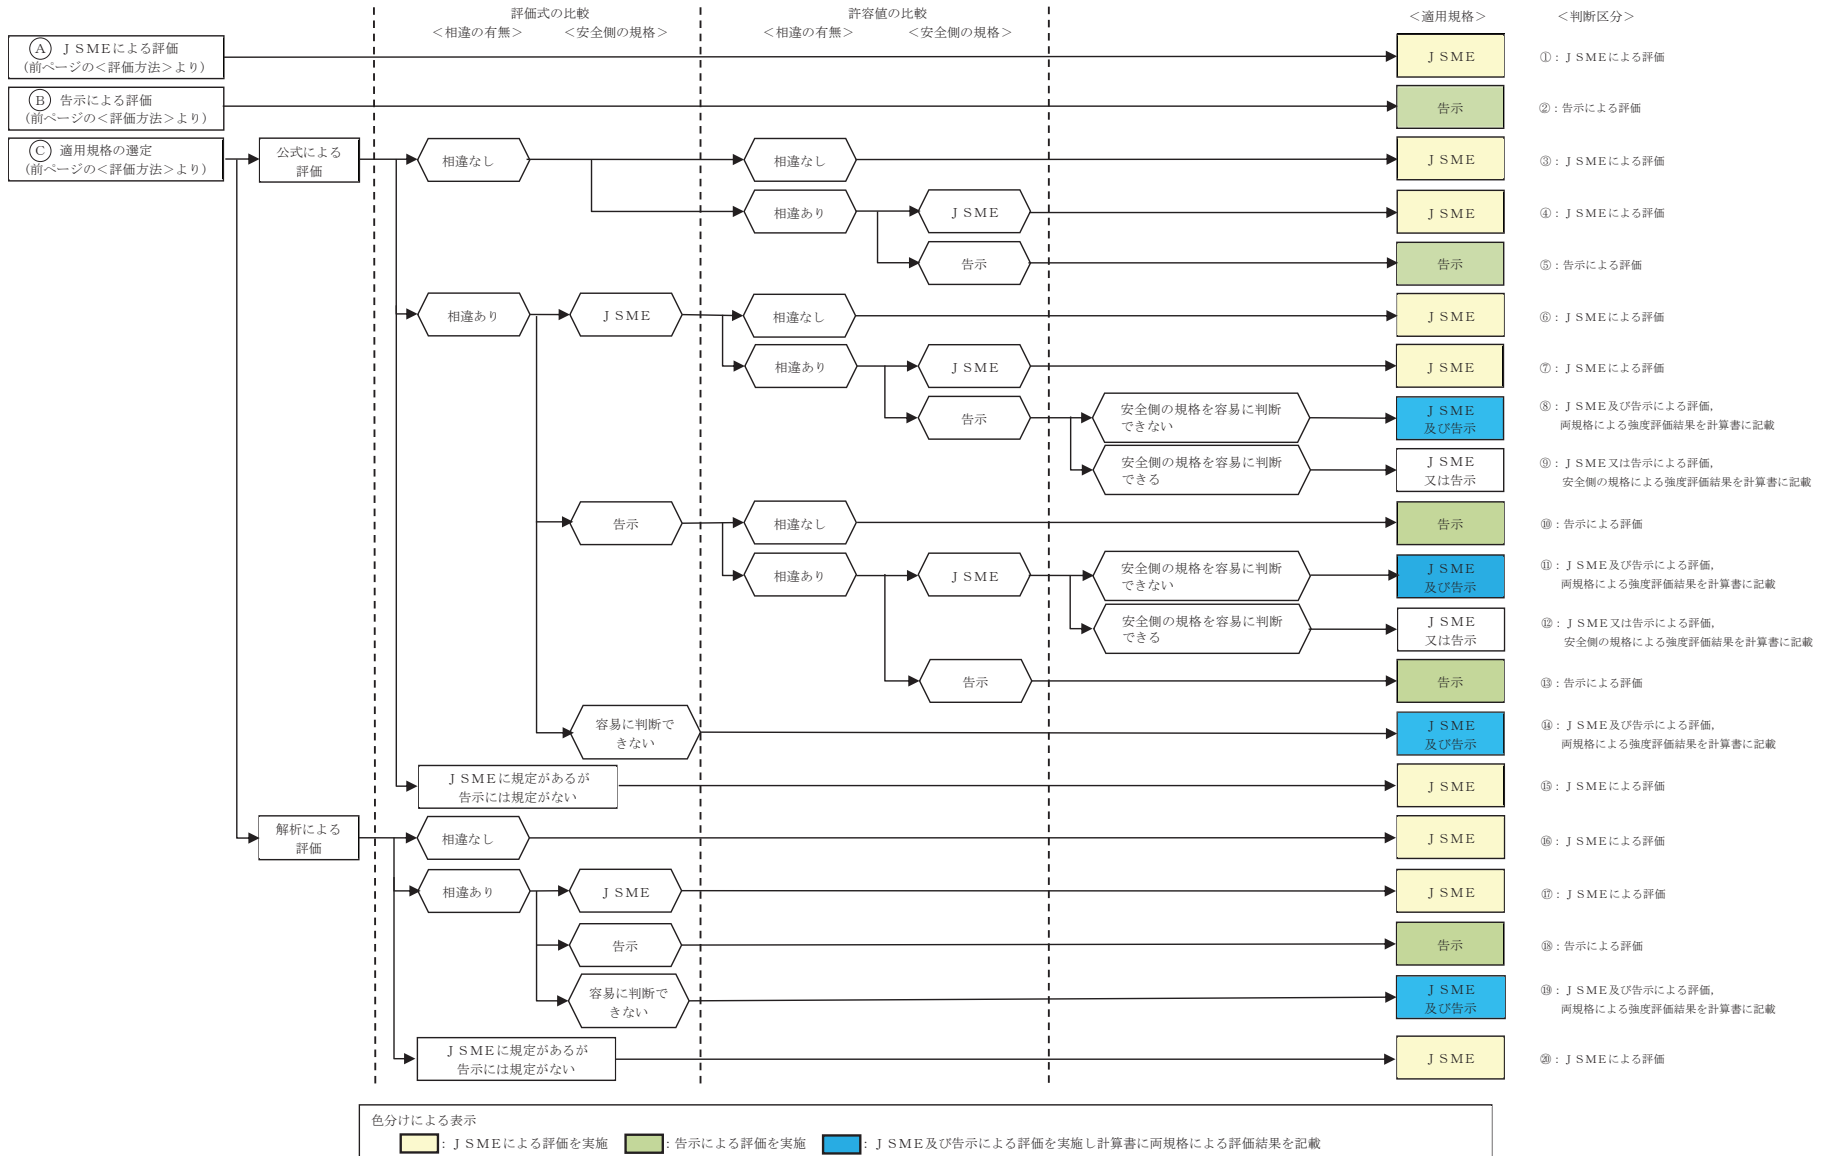 評価式の比較
許容値の比較
＜相違の有無＞
＜安全側の規格＞
＜相違の有無＞
＜安全側の規格＞
＜適用規格＞
＜判断区分＞
Ⓐ ＪＳＭＥによる評価
（前ページの＜評価方法＞より）
ＪＳＭＥ
①：ＪＳＭＥによる評価
Ⓑ 告示による評価
（前ページの＜評価方法＞より）
告示
②：告示による評価
Ⓒ 適用規格の選定
（前ページの＜評価方法＞より）
公式による
評価
相違なし
相違なし
ＪＳＭＥ
③：ＪＳＭＥによる評価
相違あり
ＪＳＭＥ
ＪＳＭＥ
④：ＪＳＭＥによる評価
告示
告示
⑤：告示による評価
相違あり
ＪＳＭＥ
相違なし
ＪＳＭＥ
⑥：ＪＳＭＥによる評価
相違あり
ＪＳＭＥ
ＪＳＭＥ
⑦：ＪＳＭＥによる評価
告示
安全側の規格を容易に判断
できない
ＪＳＭＥ
及び告示
⑧：ＪＳＭＥ及び告示による評価，
両規格による強度評価結果を計算書に記載
安全側の規格を容易に判断
できる
ＪＳＭＥ
又は告示
⑨：ＪＳＭＥ又は告示による評価，
安全側の規格による強度評価結果を計算書に記載
告示
相違なし
告示
⑩：告示による評価
相違あり
ＪＳＭＥ
安全側の規格を容易に判断
できない
ＪＳＭＥ
及び告示
⑪：ＪＳＭＥ及び告示による評価，
両規格による強度評価結果を計算書に記載
安全側の規格を容易に判断
できる
ＪＳＭＥ
又は告示
⑫：ＪＳＭＥ又は告示による評価，
安全側の規格による強度評価結果を計算書に記載
告示
告示
⑬：告示による評価
容易に判断で
きない
ＪＳＭＥ
及び告示
⑭：ＪＳＭＥ及び告示による評価，
両規格による強度評価結果を計算書に記載
ＪＳＭＥに規定があるが
告示には規定がない
ＪＳＭＥ
⑮：ＪＳＭＥによる評価
解析による
評価
相違なし
ＪＳＭＥ
⑯：ＪＳＭＥによる評価
相違あり
ＪＳＭＥ
ＪＳＭＥ
⑰：ＪＳＭＥによる評価
告示
告示
⑱：告示による評価
容易に判断で
きない
ＪＳＭＥ
及び告示
⑲：ＪＳＭＥ及び告示による評価，
両規格による強度評価結果を計算書に記載
ＪＳＭＥに規定があるが
告示には規定がない
ＪＳＭＥ
⑳：ＪＳＭＥによる評価
色分けによる表示
：ＪＳＭＥによる評価を実施
：告示による評価を実施
：ＪＳＭＥ及び告示による評価を実施し計算書に両規格による評価結果を記載